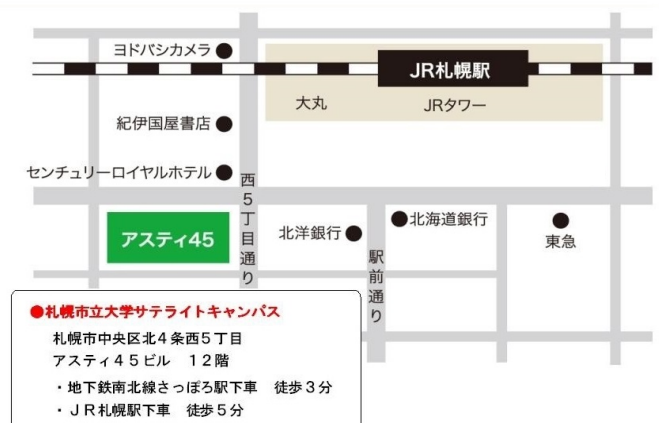 ヨドバシカメラ
JR札幌駅
大丸
JRタワー
紀伊国屋書店
センチュリーロイヤルホテル
西5丁目通り
アスティ45
北洋銀行
北海道銀行
東急
駅前通り
●札幌市立大学サテライトキャンパス
札幌市中央区北4条西5丁目
アスティ45ビル 12階
・地下鉄南北線さっぽろ駅下車 徒歩3分
・JR札幌駅下車 徒歩5分